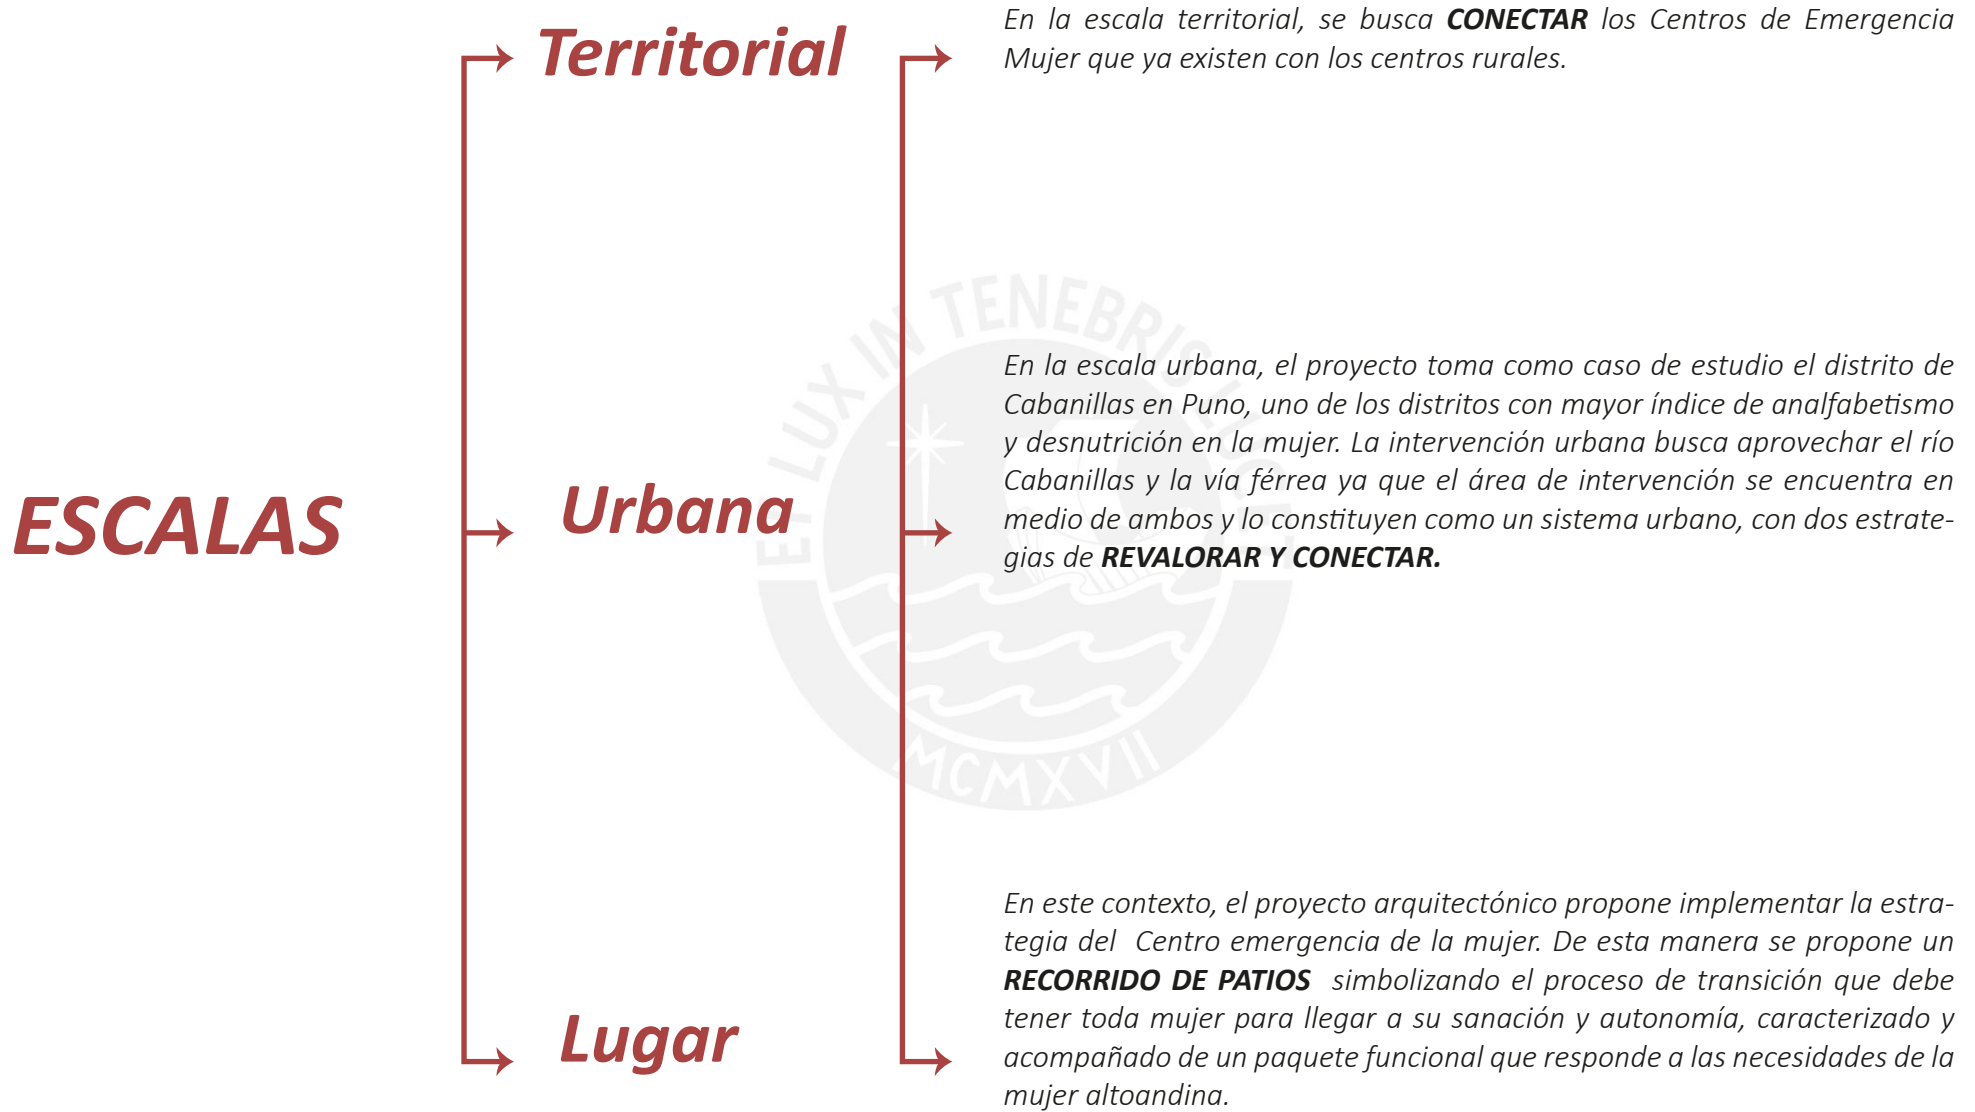 ESCALAS
Territorial
En la escala territorial, se busca CONECTAR los Centros de Emergencia
Mujer que ya existen con los centros rurales.
Urbana
En la escala urbana, el proyecto toma como caso de estudio el distrito de
Cabanillas en Puno, uno de los distritos con mayor índice de analfabetismo
y desnutrición en la mujer. La intervención urbana busca aprovechar el río
Cabanillas y la vía férrea ya que el área de intervención se encuentra en
medio de ambos y lo constituyen como un sistema urbano, con dos estrate-
gias de REVALORAR Y CONECTAR.
Lugar
En este contexto, el proyecto arquitectónico propone implementar la estra-
tegia del  Centro emergencia de la mujer. De esta manera se propone un
RECORRIDO DE PATIOS  simbolizando el proceso de transición que debe
tener toda mujer para llegar a su sanación y autonomía, caracterizado y
acompañado de un paquete funcional que responde a las necesidades de la
mujer altoandina.
ET LUX IN TENEBRIS LUCET
MCMXVII